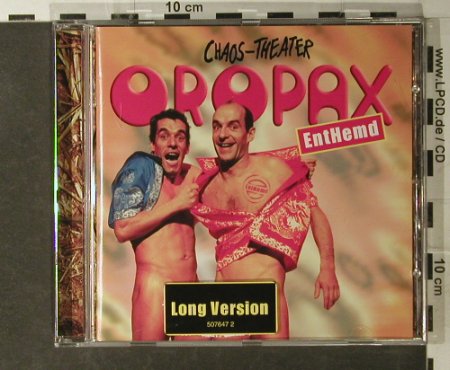 10 cm
CHAOS-THEATER
OROPAX
EntHemd
Long Version
507647 2
www.LPCD.de / CD
10 cm